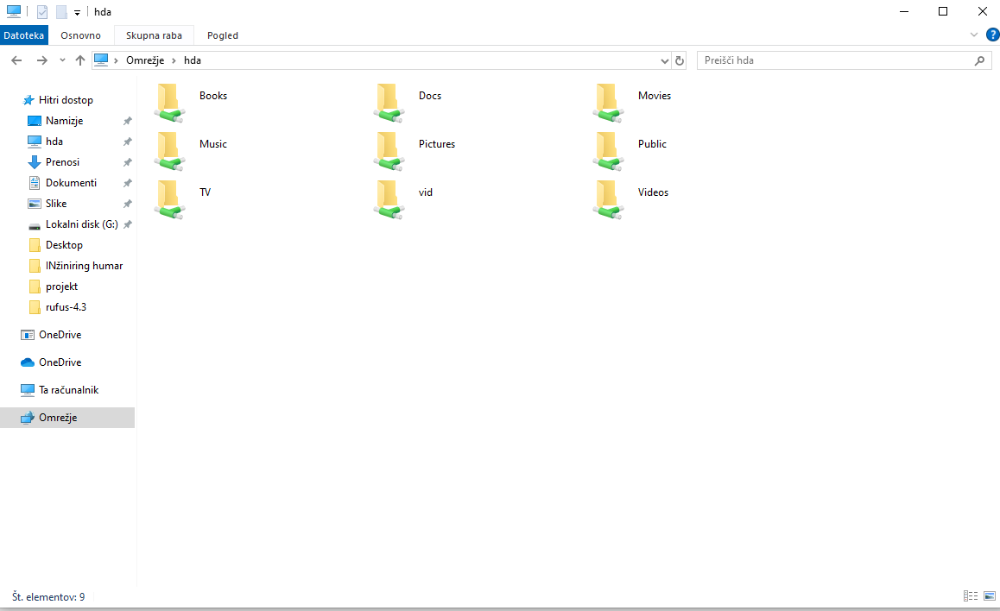 hda
Datoteka Osnovno Skupna raba Pogled
?
Omrežje hda
Preišči hda
Hitri dostop
Namizje
hda
Prenosi
Dokumenti
Slike
Lokalni disk (G:)
Desktop
INžiniring humar
projekt
rufus-4.3
OneDrive
OneDrive
Ta računalnik
Omrežje
Books Docs Movies
Music Pictures Public
TV vid Videos
Št. elementov: 9